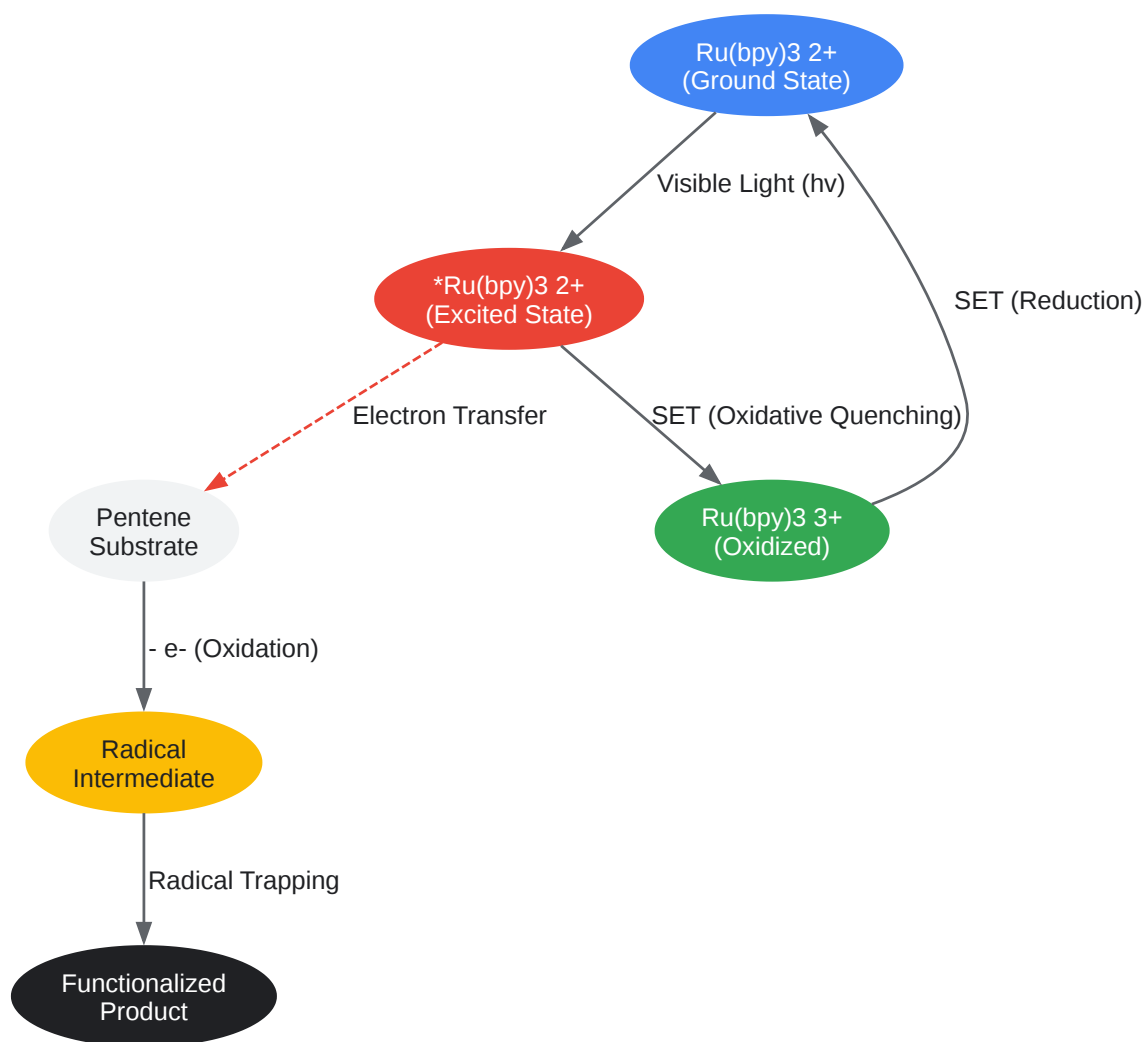 Ru(bpy)3 2+
(Ground State)
Visible Light (hv)
*Ru(bpy)3 2+
(Excited State)
SET (Reduction)
Electron Transfer
SET (Oxidative Quenching)
Pentene
Substrate
Ru(bpy)3 3+
(Oxidized)
- e- (Oxidation)
Radical
Intermediate
Radical Trapping
Functionalized
Product